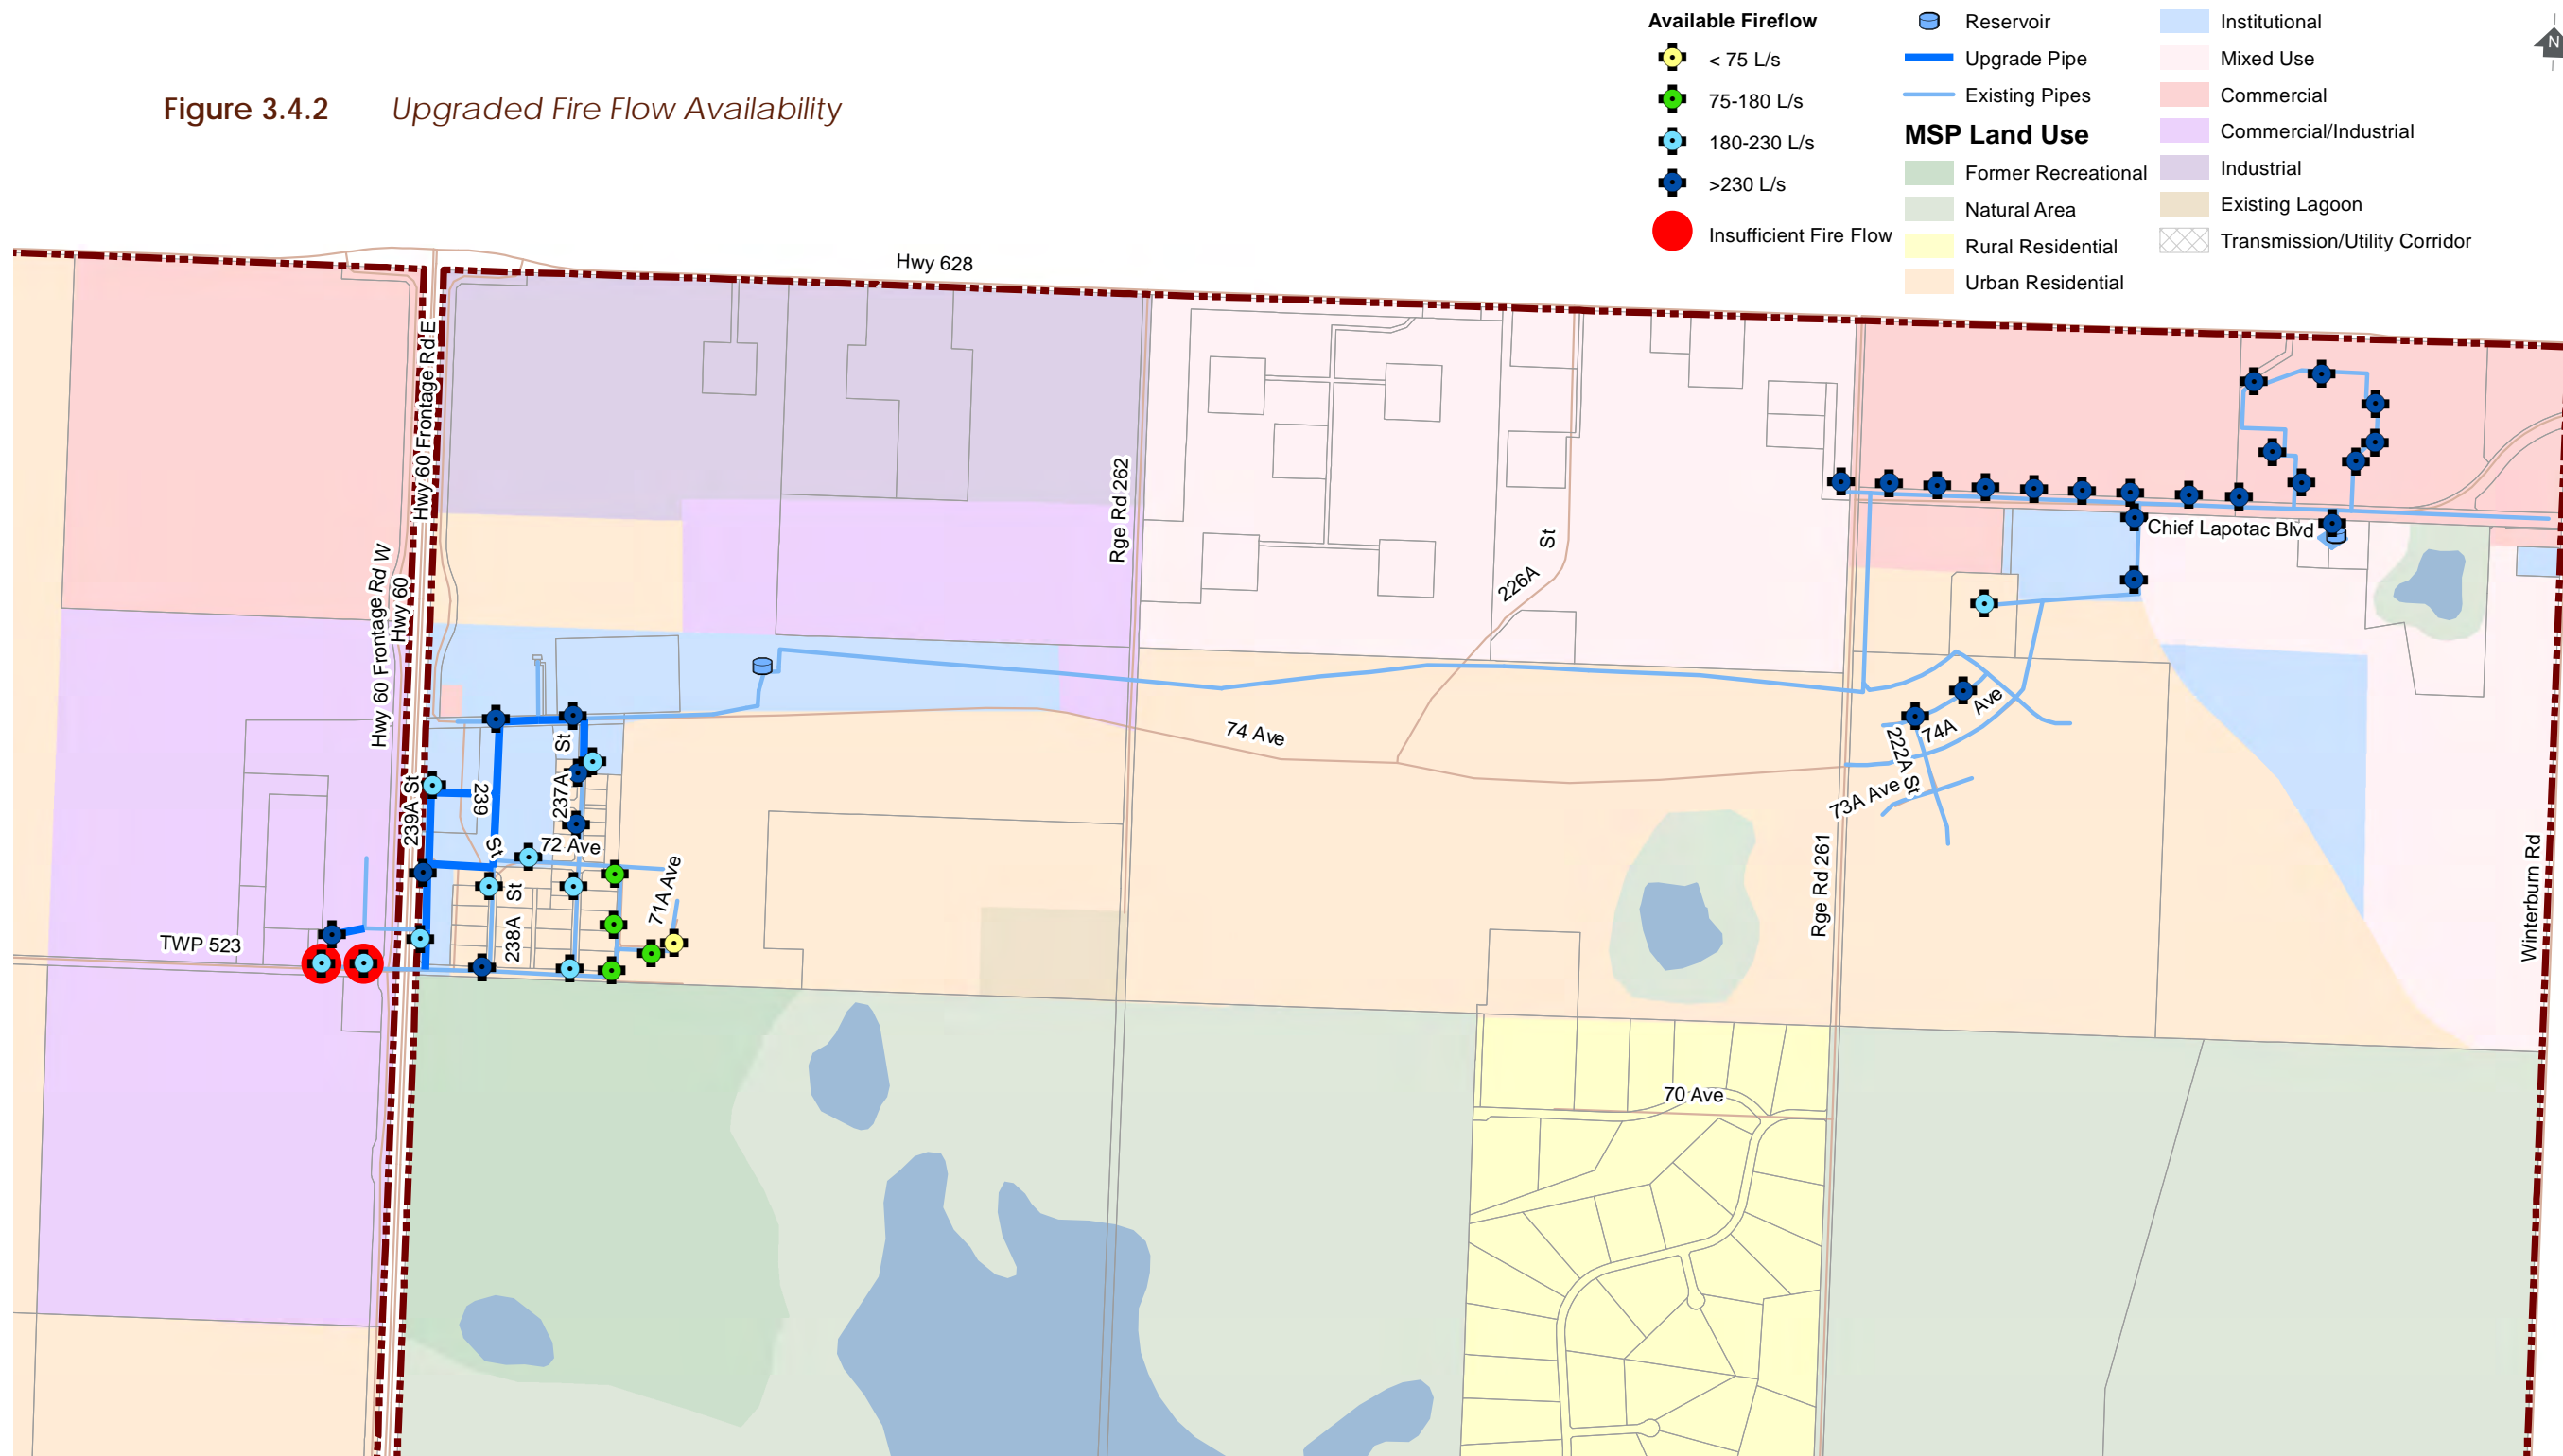 Figure 3.4.2 Upgraded Fire Flow Availability
Available Fireflow
< 75 L/s
75-180 L/s
180-230 L/s
>230 L/s
Insufficient Fire Flow
Reservoir
Upgrade Pipe
Existing Pipes
MSP Land Use
Former Recreational
Natural Area
Rural Residential
Urban Residential
Institutional
Mixed Use
Commercial
Commercial/Industrial
Industrial
Existing Lagoon
Transmission/Utility Corridor
N
Hwy 628
Hwy 60 Frontage Rd E
Hwy 60 Frontage Rd W
Hwy 60
Rge Rd 262
226A St
Chief Lapotac Blvd
74 Ave
74A Ave
222A St
73A Ave
Rge Rd 261
Winterburn Rd
239A St
239 St
237A St
72 Ave
238A St
71A Ave
TWP 523
70 Ave